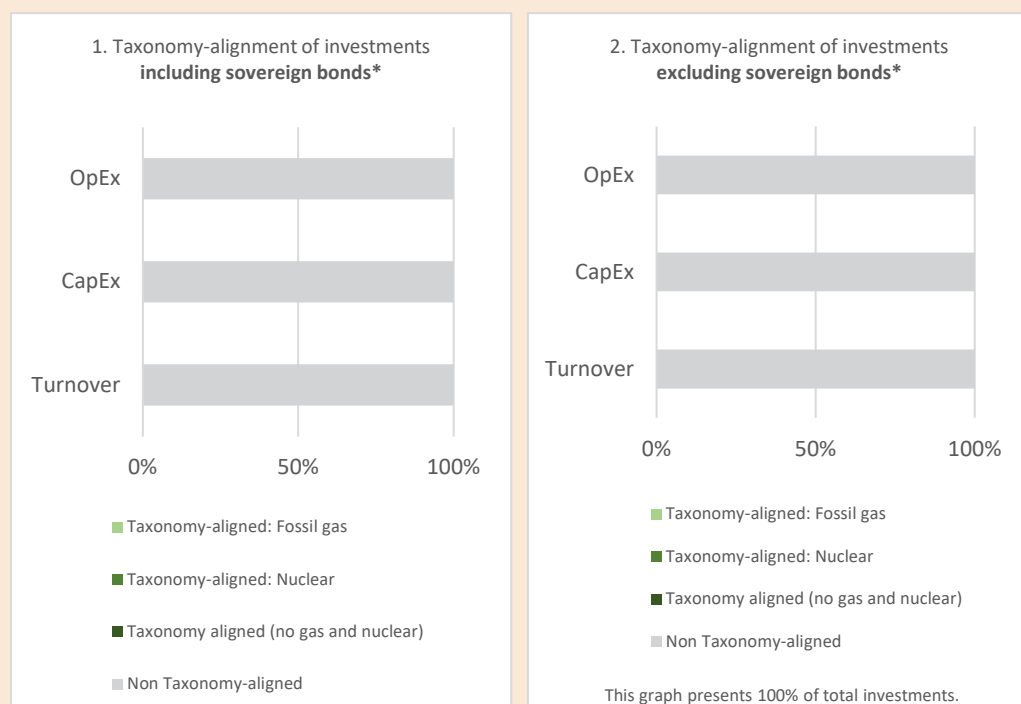 1. Taxonomy-alignment of investments
including sovereign bonds*
OpEx
CapEx
Turnover
0% 50% 100%
Taxonomy-aligned: Fossil gas
Taxonomy-aligned: Nuclear
Taxonomy aligned (no gas and nuclear)
Non Taxonomy-aligned
2. Taxonomy-alignment of investments
excluding sovereign bonds*
OpEx
CapEx
Turnover
0% 50% 100%
Taxonomy-aligned: Fossil gas
Taxonomy-aligned: Nuclear
Taxonomy aligned (no gas and nuclear)
Non Taxonomy-aligned
This graph presents 100% of total investments.